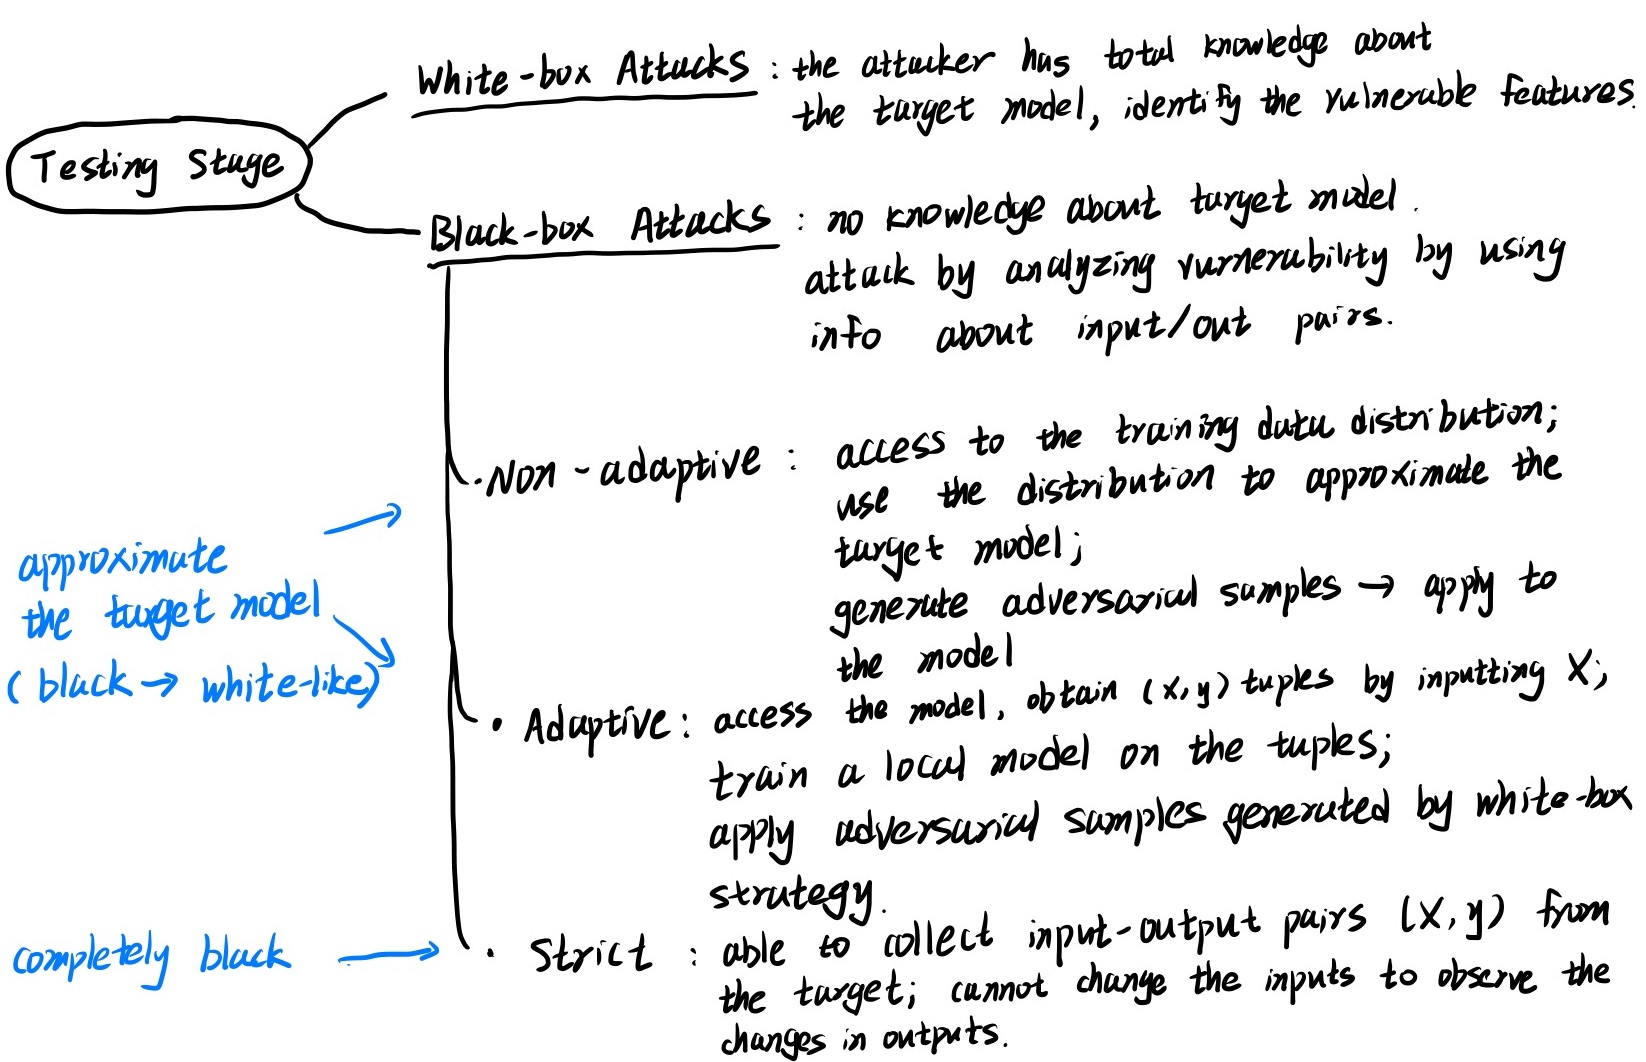 Testing Stage
White-box Attacks : the attacker has total knowledge about
the target model, identify the vulnerable features.
Black-box Attacks : no knowledge about target model.
attack by analyzing vurnerability by using
info about input/out pairs.
· Non-adaptive : access to the training data distribution;
use the distribution to approximate the
target model;
generate adversarial samples → apply to
the model
approximate
the target model
(black → white-like)
· Adaptive : access the model, obtain (x,y) tuples by inputting X;
train a local model on the tuples;
apply adversarial samples generated by white-box
strategy.
completely black
· Strict : able to collect input-output pairs (X,y) from
the target; cannot change the inputs to observe the
changes in outputs.